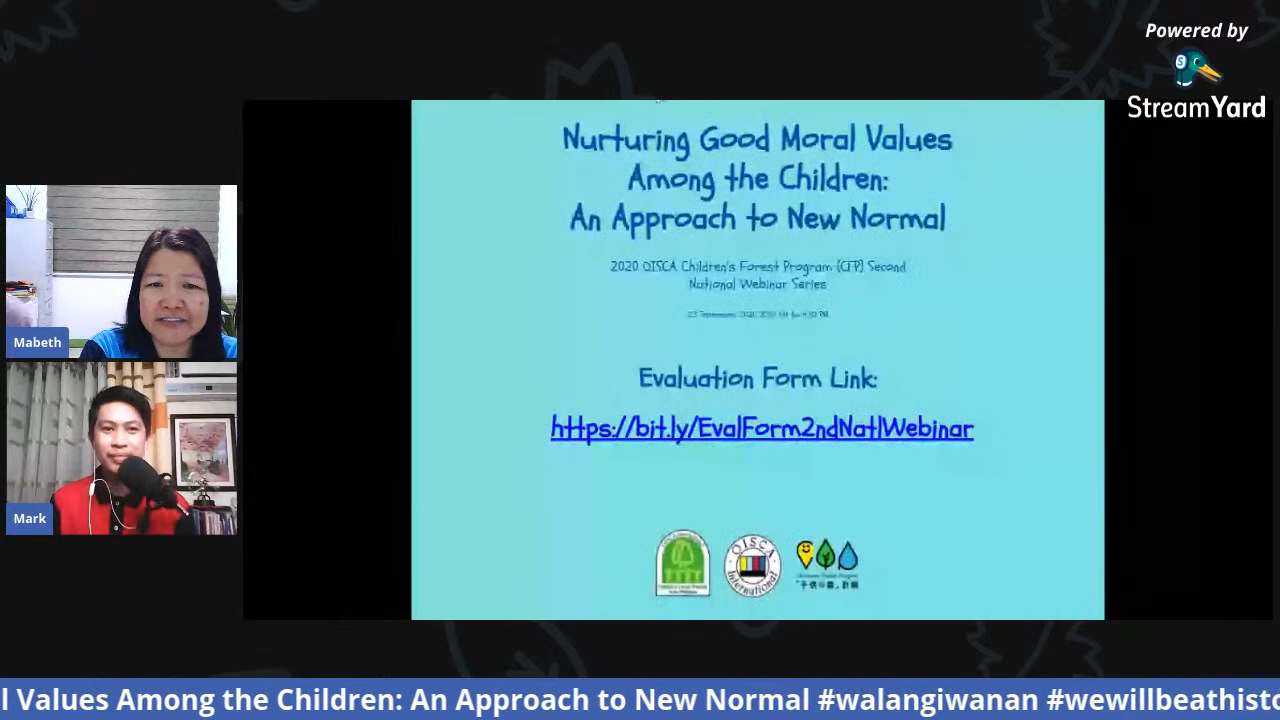 Powered by
StreamYard
Nurturing Good Moral Values
Among the Children:
An Approach to New Normal
2020 OISCA Children's Forest Program (CFP) Second
National Webinar Series
Evaluation Form Link:
https://bit.ly/EvalForm2ndNatlWebinar
OISCA
International
Mabeth
Mark
l Values Among the Children: An Approach to New Normal #walangiwanan #wewillbeathisto